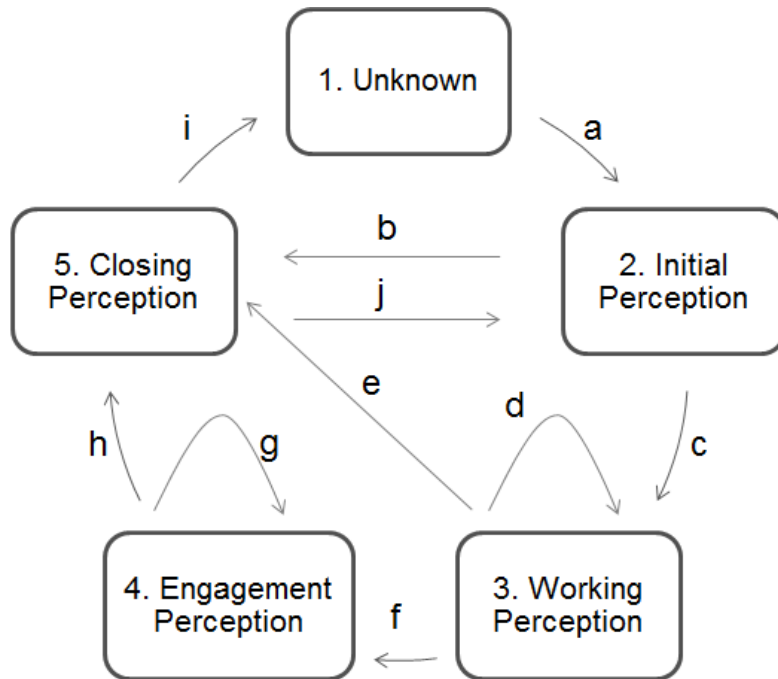 1. Unknown
i
a
b
5. Closing
Perception
2. Initial
Perception
j
e
d
h
g
c
4. Engagement
Perception
3. Working
Perception
f